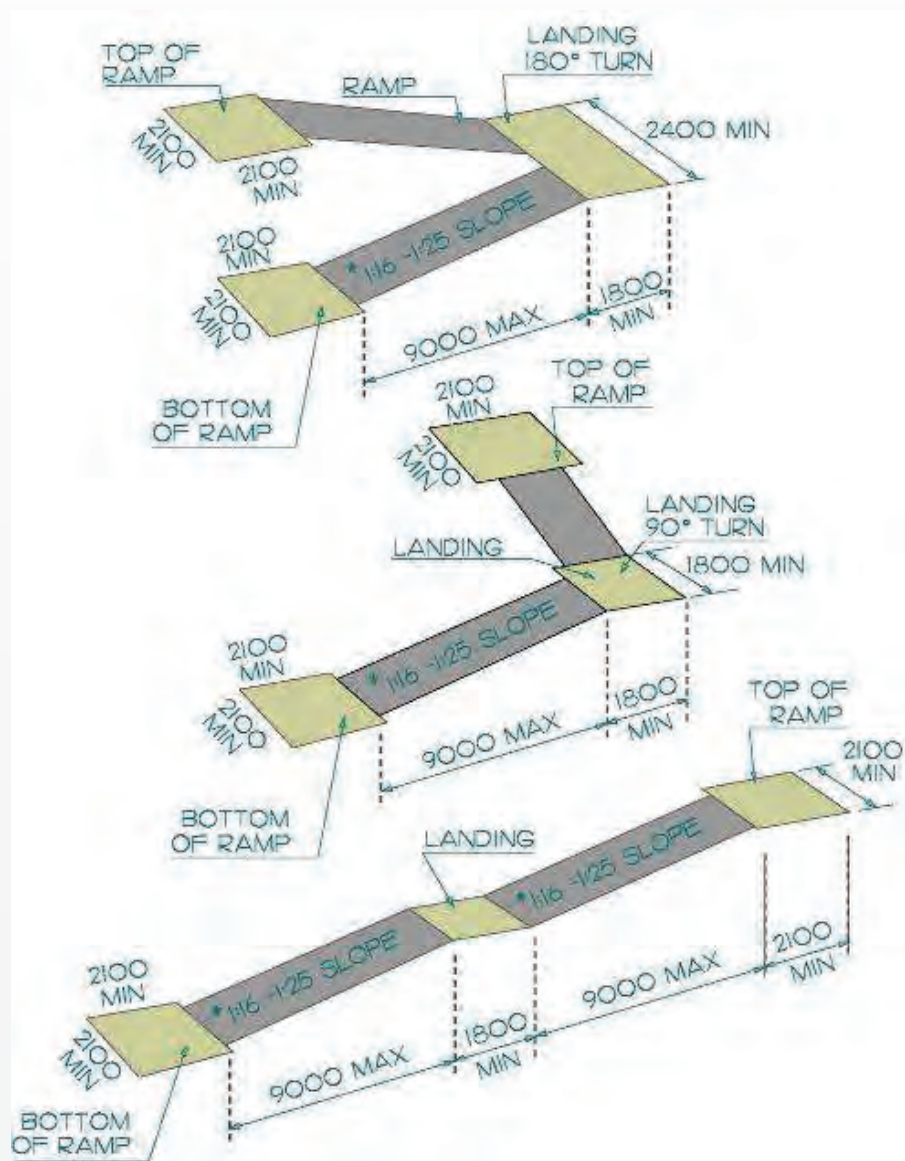 TOP OF
RAMP
RAMP
LANDING
180° TURN
2400 MIN
2100
MIN
2100
MIN
* 1:16 -1:25 SLOPE
2100
MIN
2100
MIN
9000 MAX
1800
MIN
BOTTOM
OF RAMP
TOP OF
RAMP
2100
MIN
2100
MIN
LANDING
90° TURN
LANDING
1800 MIN
* 1:16 -1:25 SLOPE
2100
MIN
2100
MIN
9000 MAX
1800
MIN
BOTTOM
OF RAMP
TOP OF
RAMP
2100
MIN
LANDING
* 1:16 -1:25 SLOPE
* 1:16 -1:25 SLOPE
2100
MIN
2100
MIN
9000 MAX
1800
MIN
9000 MAX
2100
MIN
BOTTOM
OF RAMP